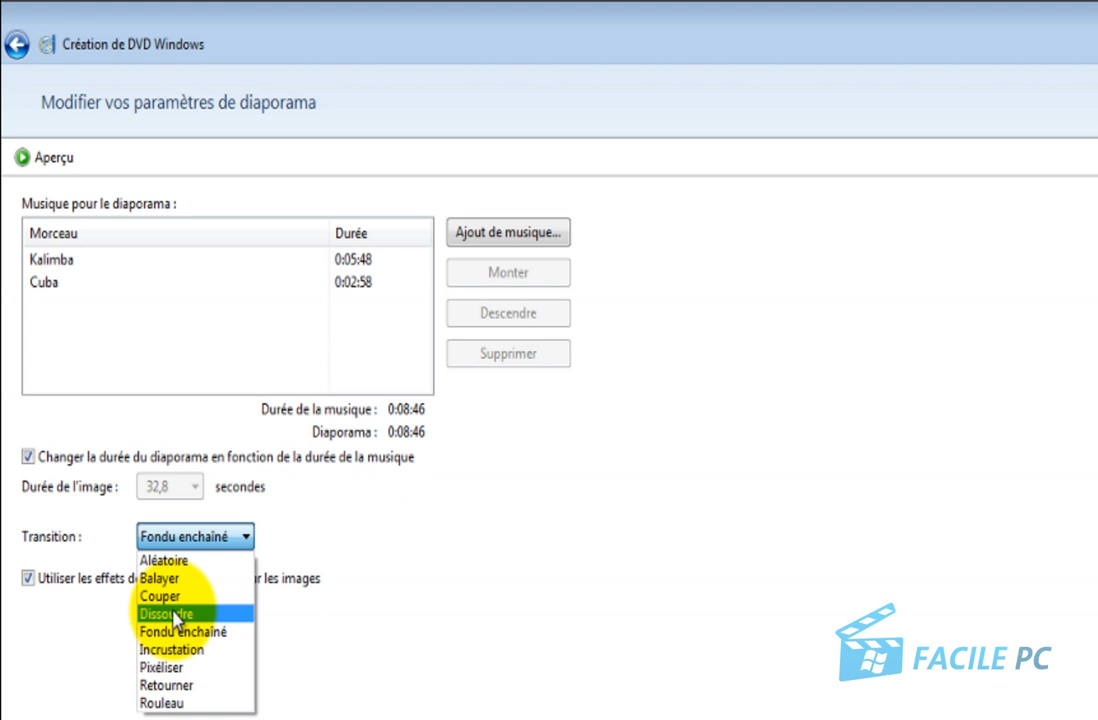 Création de DVD Windows
Modifier vos paramètres de diaporama
Aperçu
Musique pour le diaporama :
Morceau Durée
Kalimba 0:05:48
Cuba 0:02:58
Ajout de musique...
Monter
Descendre
Supprimer
Durée de la musique : 0:08:46
Diaporama : 0:08:46
Changer la durée du diaporama en fonction de la durée de la musique
Durée de l'image : 32,8 secondes
Transition : Fondu enchaîné
Aléatoire
Utiliser les effets d
r les images
Balayer
Couper
Dissoudre
Fondu enchaîné
Incrustation
Pixéliser
Retourner
Rouleau
FACILE PC